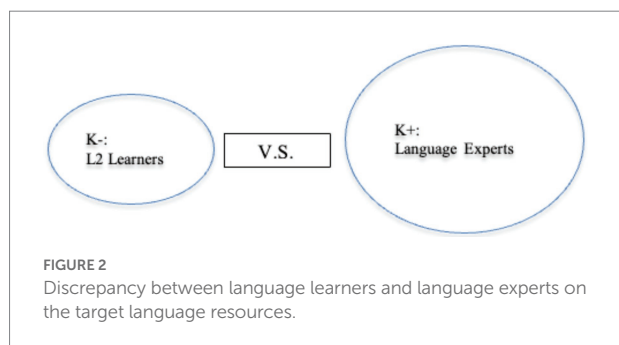 K-:
L2 Learners
V.S.
K+:
Language Experts
FIGURE 2
Discrepancy between language learners and language experts on
the target language resources.